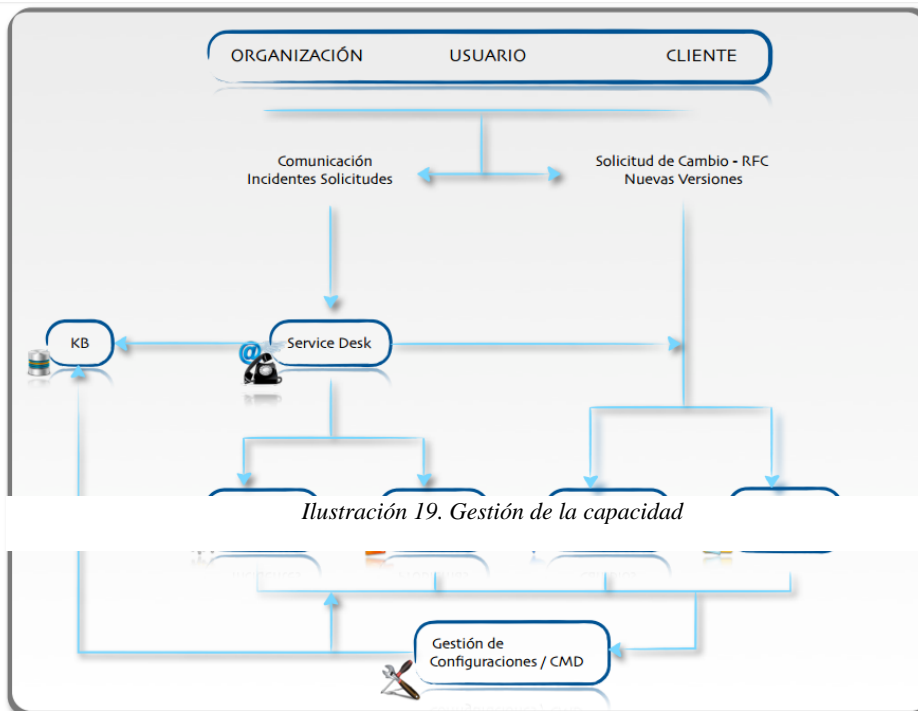 ORGANIZACIÓN USUARIO CLIENTE
Comunicación
Incidentes Solicitudes
Solicitud de Cambio - RFC
Nuevas Versiones
KB
@
Service Desk
Ilustración 19. Gestión de la capacidad
Gestión de
Configuraciones / CMD